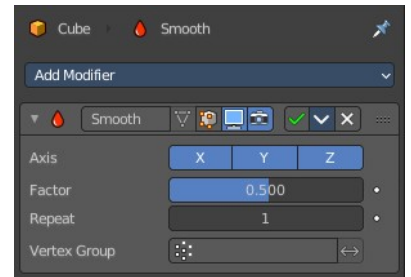 Cube Smooth
Add Modifier
Smooth
Axis X Y Z
Factor 0.500
Repeat 1
Vertex Group